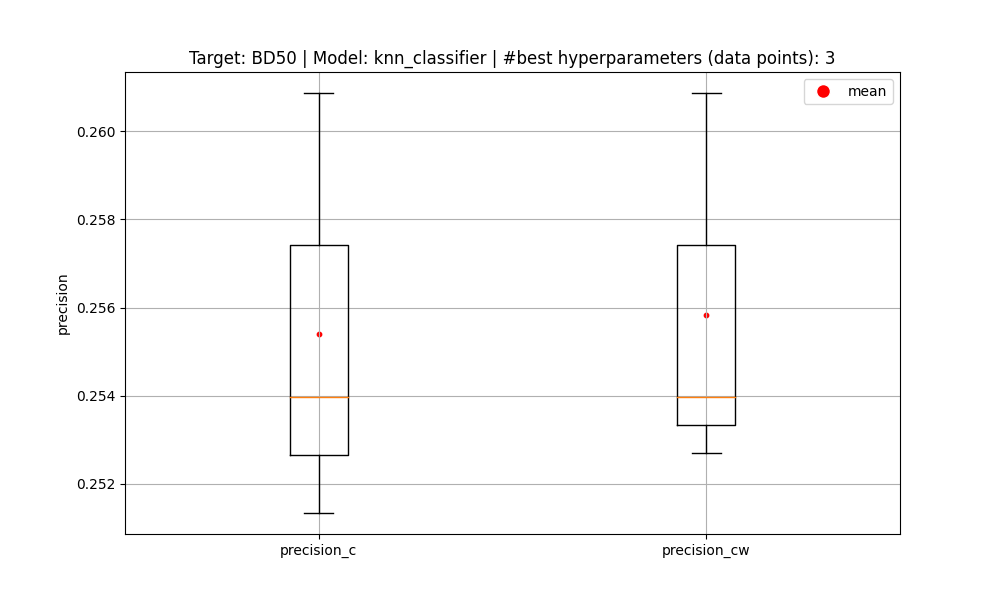 Target: BD50 | Model: knn_classifier | #best hyperparameters (data points): 3
mean
0.260
0.258
0.256
0.254
0.252
precision
precision_c
precision_cw